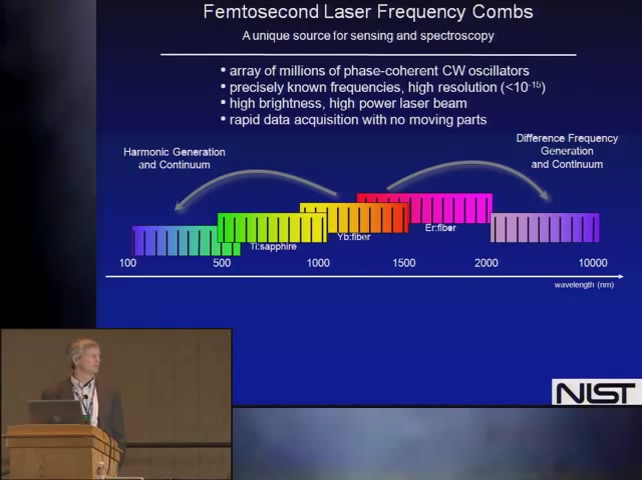 Femtosecond Laser Frequency Combs
A unique source for sensing and spectroscopy
• array of millions of phase-coherent CW oscillators
• precisely known frequencies, high resolution (<10⁻¹⁵)
• high brightness, high power laser beam
• rapid data acquisition with no moving parts
Harmonic Generation
and Continuum
Difference Frequency
Generation
and Continuum
Ti:sapphire
Yb:fiber
Er:fiber
100 500 1000 1500 2000 10000
wavelength (nm)
NIST